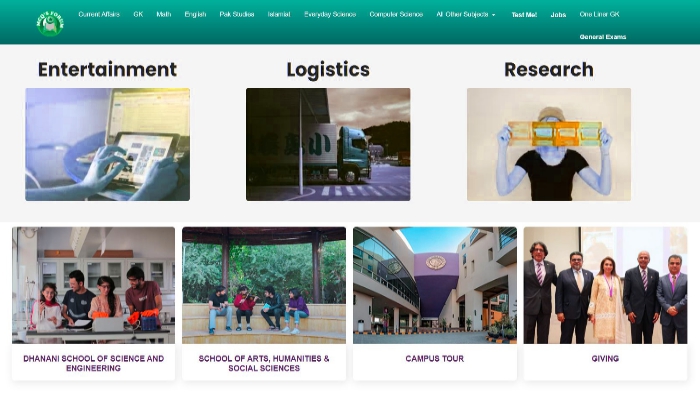 Current Affairs GK Math English Pak Studies Islamiat Everyday Science Computer Science All Other Subjects Test Me! Jobs One Liner GK
General Exams
Entertainment Logistics Research
DHANANI SCHOOL OF SCIENCE AND ENGINEERING
SCHOOL OF ARTS, HUMANITIES & SOCIAL SCIENCES
CAMPUS TOUR
GIVING